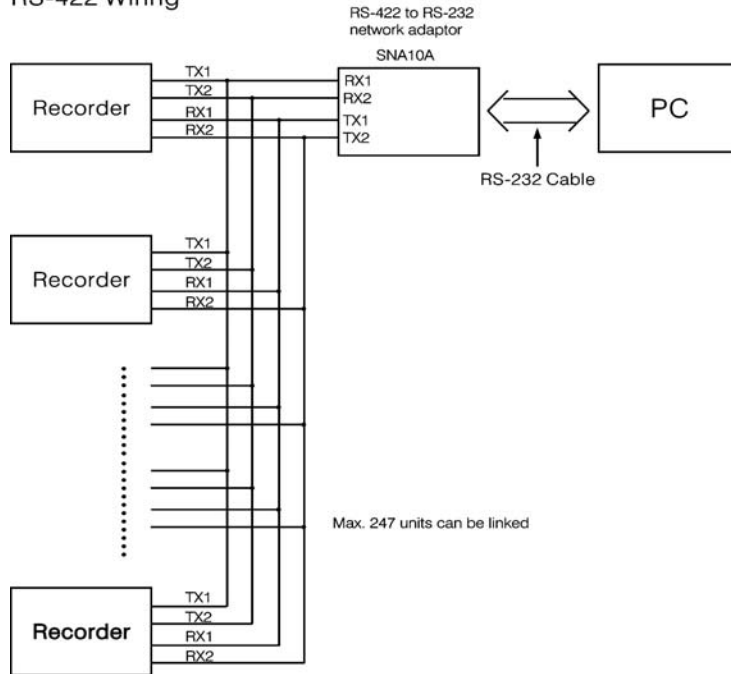 RS-422 Wiring
RS-422 to RS-232
network adaptor
SNA10A
Recorder
TX1
TX2
RX1
RX2
RX1
RX2
TX1
TX2
PC
RS-232 Cable
Recorder
TX1
TX2
RX1
RX2
Max. 247 units can be linked
Recorder
TX1
TX2
RX1
RX2